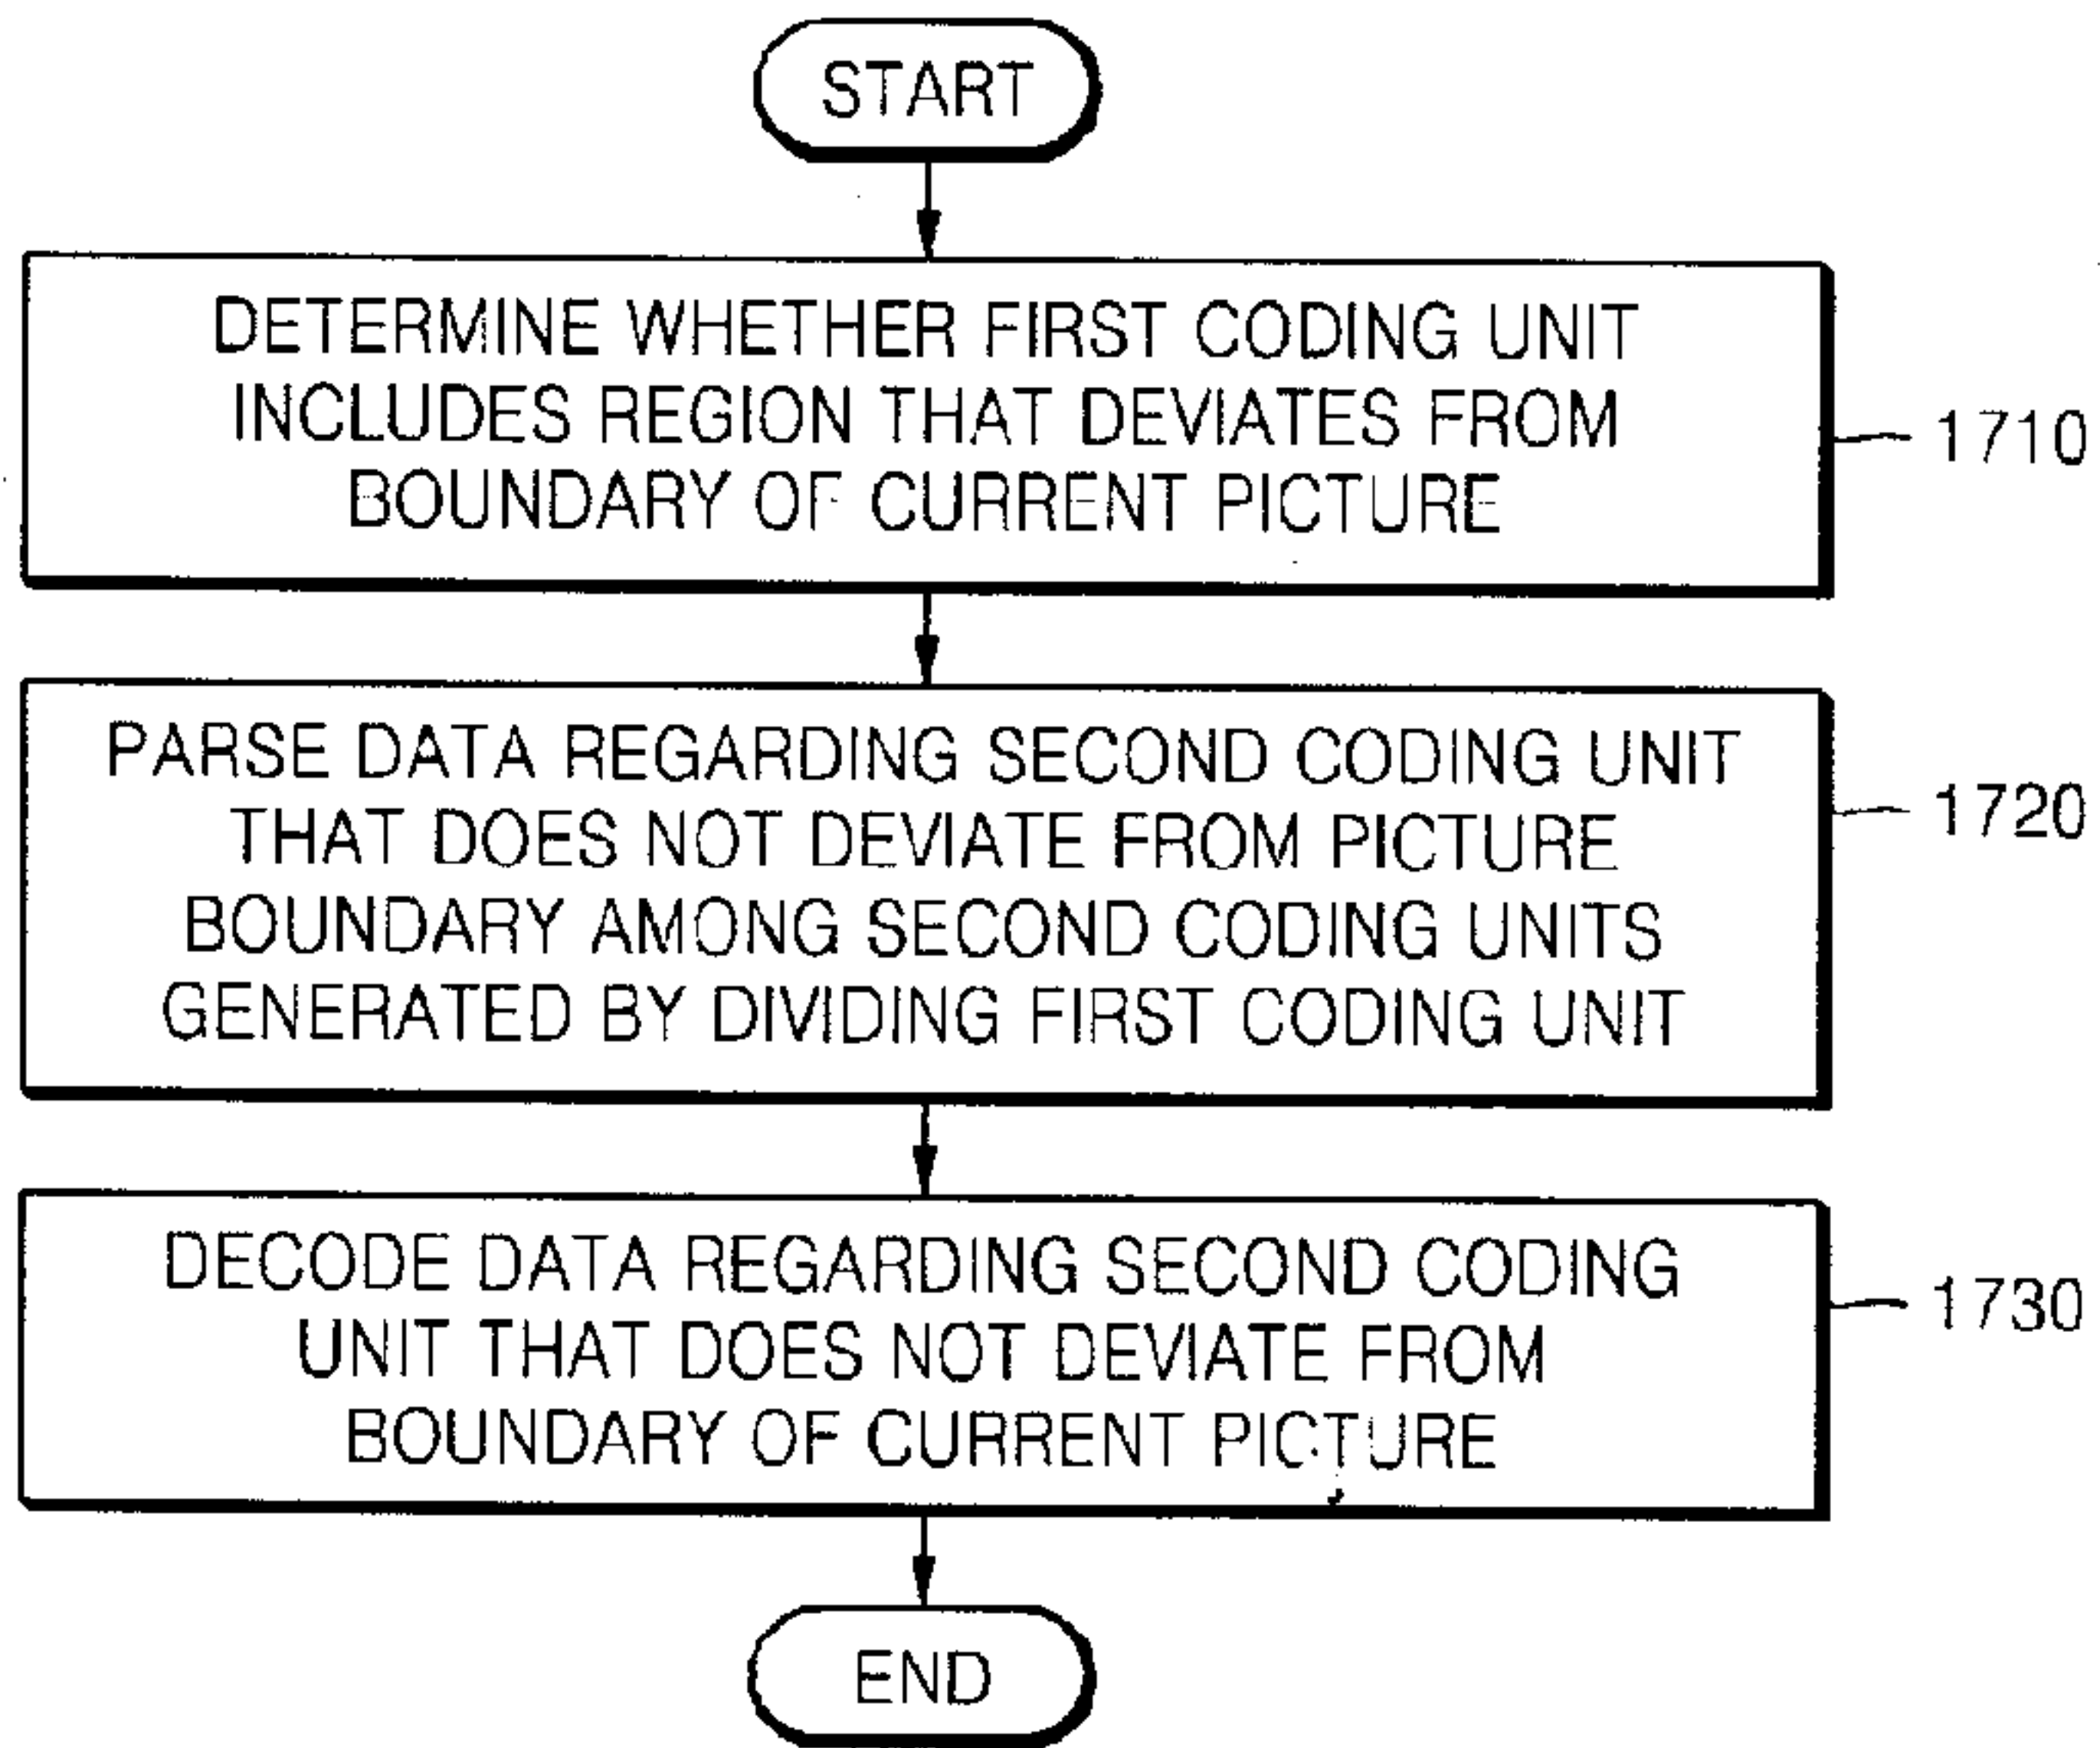 START
DETERMINE WHETHER FIRST CODING UNIT
INCLUDES REGION THAT DEVIATES FROM
BOUNDARY OF CURRENT PICTURE
1710
PARSE DATA REGARDING SECOND CODING UNIT
THAT DOES NOT DEVIATE FROM PICTURE
BOUNDARY AMONG SECOND CODING UNITS
GENERATED BY DIVIDING FIRST CODING UNIT
1720
DECODE DATA REGARDING SECOND CODING
UNIT THAT DOES NOT DEVIATE FROM
BOUNDARY OF CURRENT PICTURE
1730
END